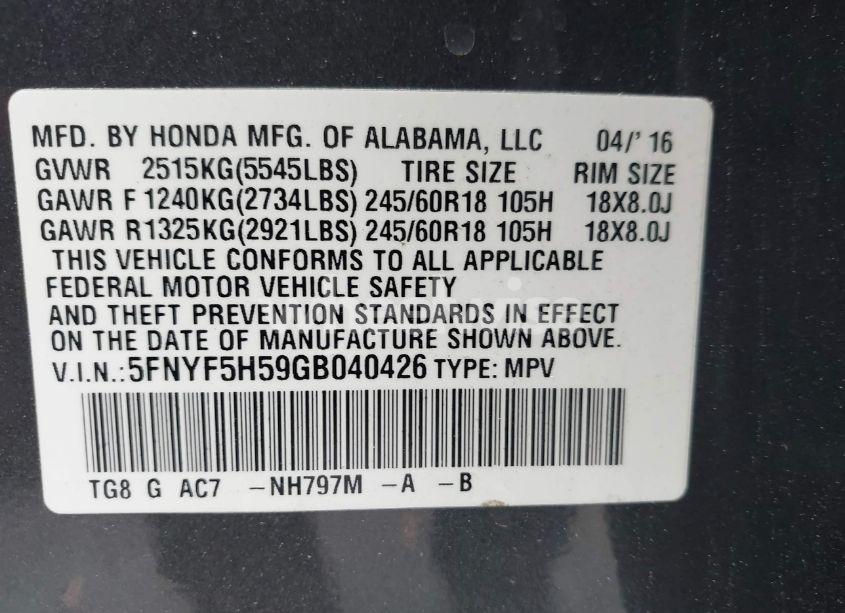 MFD. BY HONDA MFG. OF ALABAMA, LLC 04/' 16
GVWR 2515KG(5545LBS) TIRE SIZE RIM SIZE
GAWR F 1240KG(2734LBS) 245/60R18 105H 18X8.0J
GAWR R1325KG(2921LBS) 245/60R18 105H 18X8.0J
THIS VEHICLE CONFORMS TO ALL APPLICABLE
FEDERAL MOTOR VEHICLE SAFETY
AND THEFT PREVENTION STANDARDS IN EFFECT
ON THE DATE OF MANUFACTURE SHOWN ABOVE.
V.I.N.:5FNYF5H59GB040426 TYPE: MPV
TG8 G AC7 -NH797M -A -B